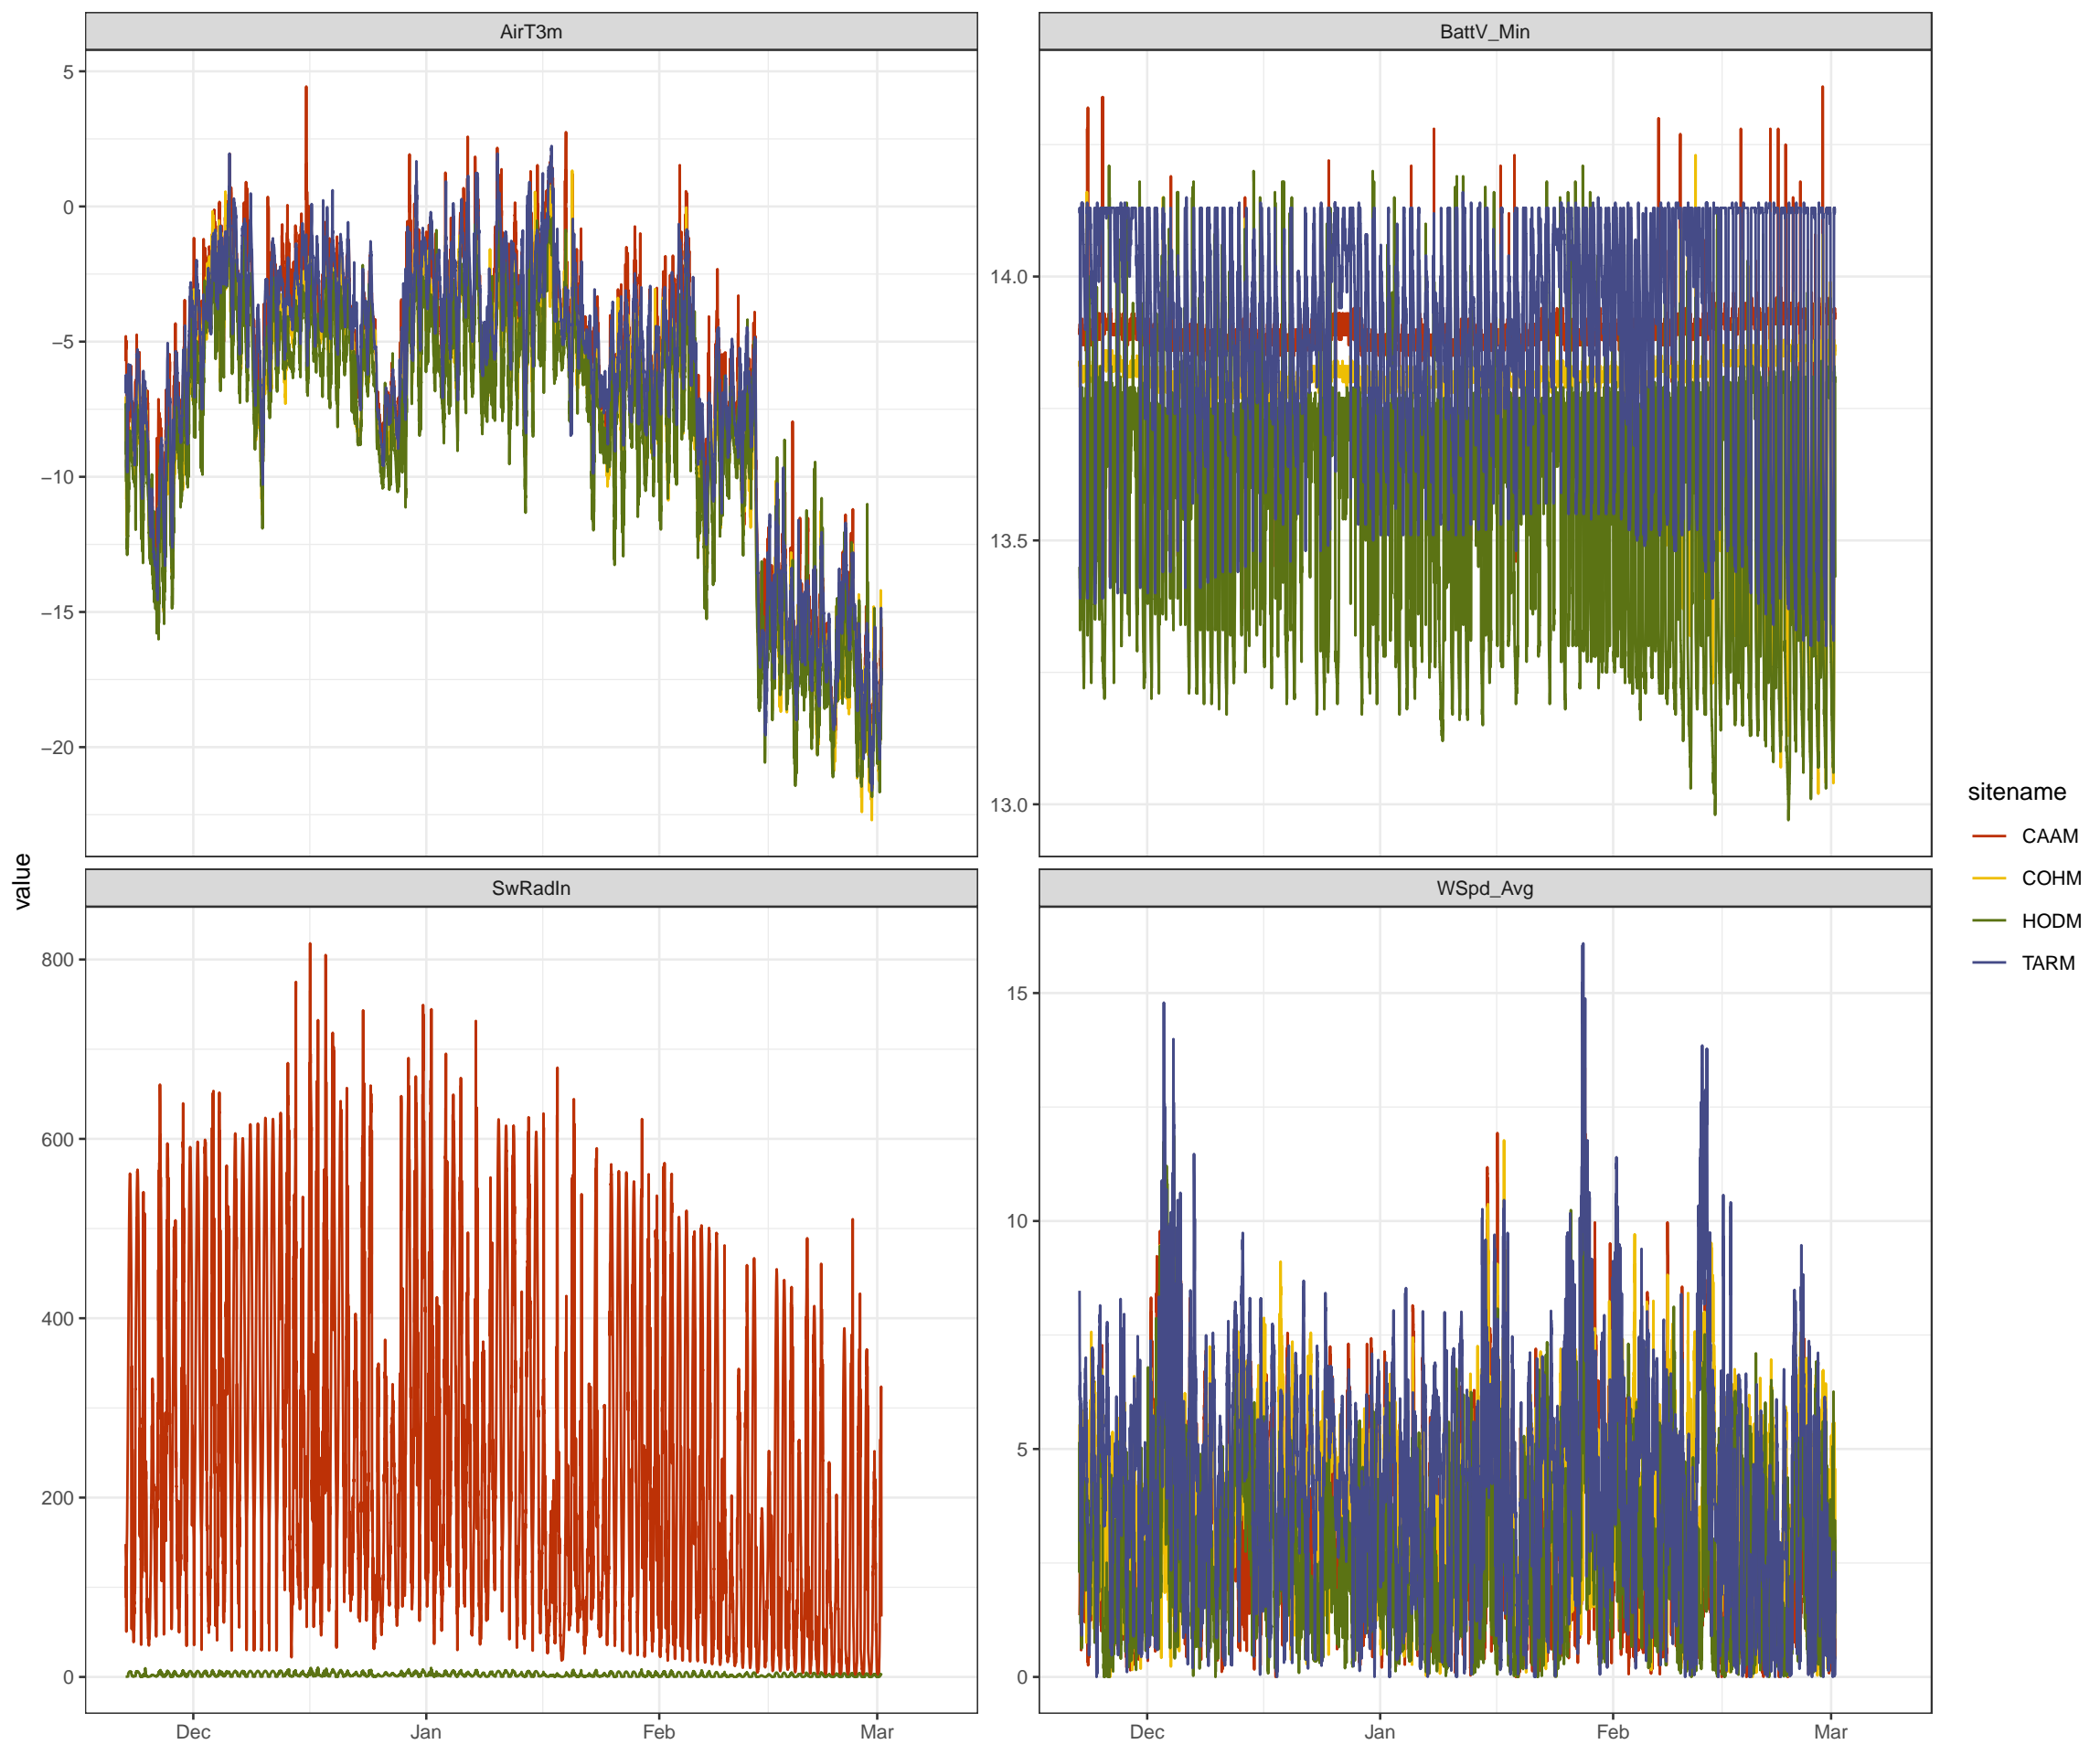 AirT3m
BattV_Min
5
0
−5
−10
−15
−20
14.0
13.5
13.0
value
SwRadIn
WSpd_Avg
800
600
400
200
0
15
10
5
0
Dec
Jan
Feb
Mar
Dec
Jan
Feb
Mar
sitename
CAAM
COHM
HODM
TARM